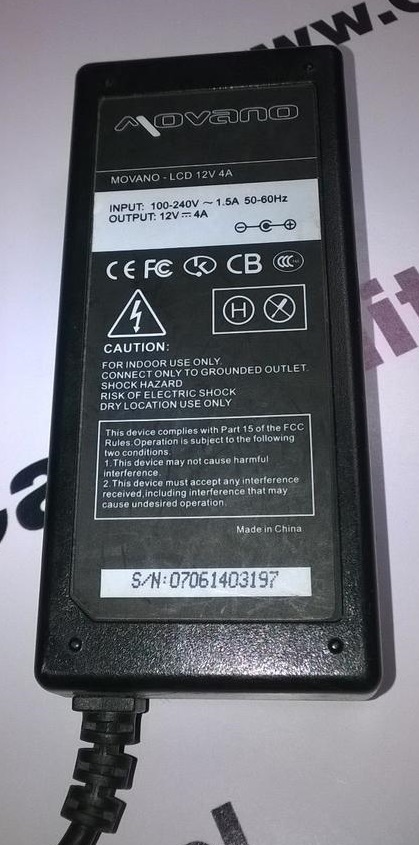 MOVANO
MOVANO - LCD 12V 4A
INPUT: 100-240V ~ 1.5A 50-60Hz
OUTPUT: 12V ⎓ 4A
CE FC K CB CCC
H
CAUTION:
FOR INDOOR USE ONLY.
CONNECT ONLY TO GROUNDED OUTLET.
SHOCK HAZARD
RISK OF ELECTRIC SHOCK
DRY LOCATION USE ONLY
This device complies with Part 15 of the FCC
Rules.Operation is subject to the following
two conditions.
1.This device may not cause harmful
interference.
2.This device must accept any interference
received,including interference that may
cause undesired operation.
Made in China
S/N:07061403197